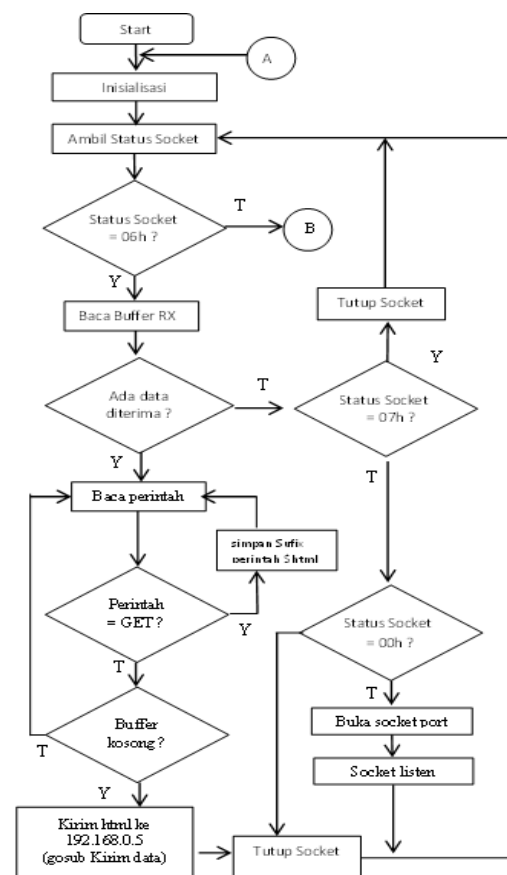 Start
A
Inisialisasi
Ambil Status Socket
Status Socket
= 06h ?
T
B
Y
Baca Buffer RX
Tutup Socket
Y
Ada data
diterima ?
T
Status Socket
= 07h ?
Y
T
Baca perintah
simpan Sufix
perintah $html
Perintah
= GET?
Y
T
Status Socket
= 00h ?
T
Buffer
kosong?
T
Buka socket port
Socket listen
Y
Kirim html ke
192.168.0.5
(gosub Kirim data)
Tutup Socket